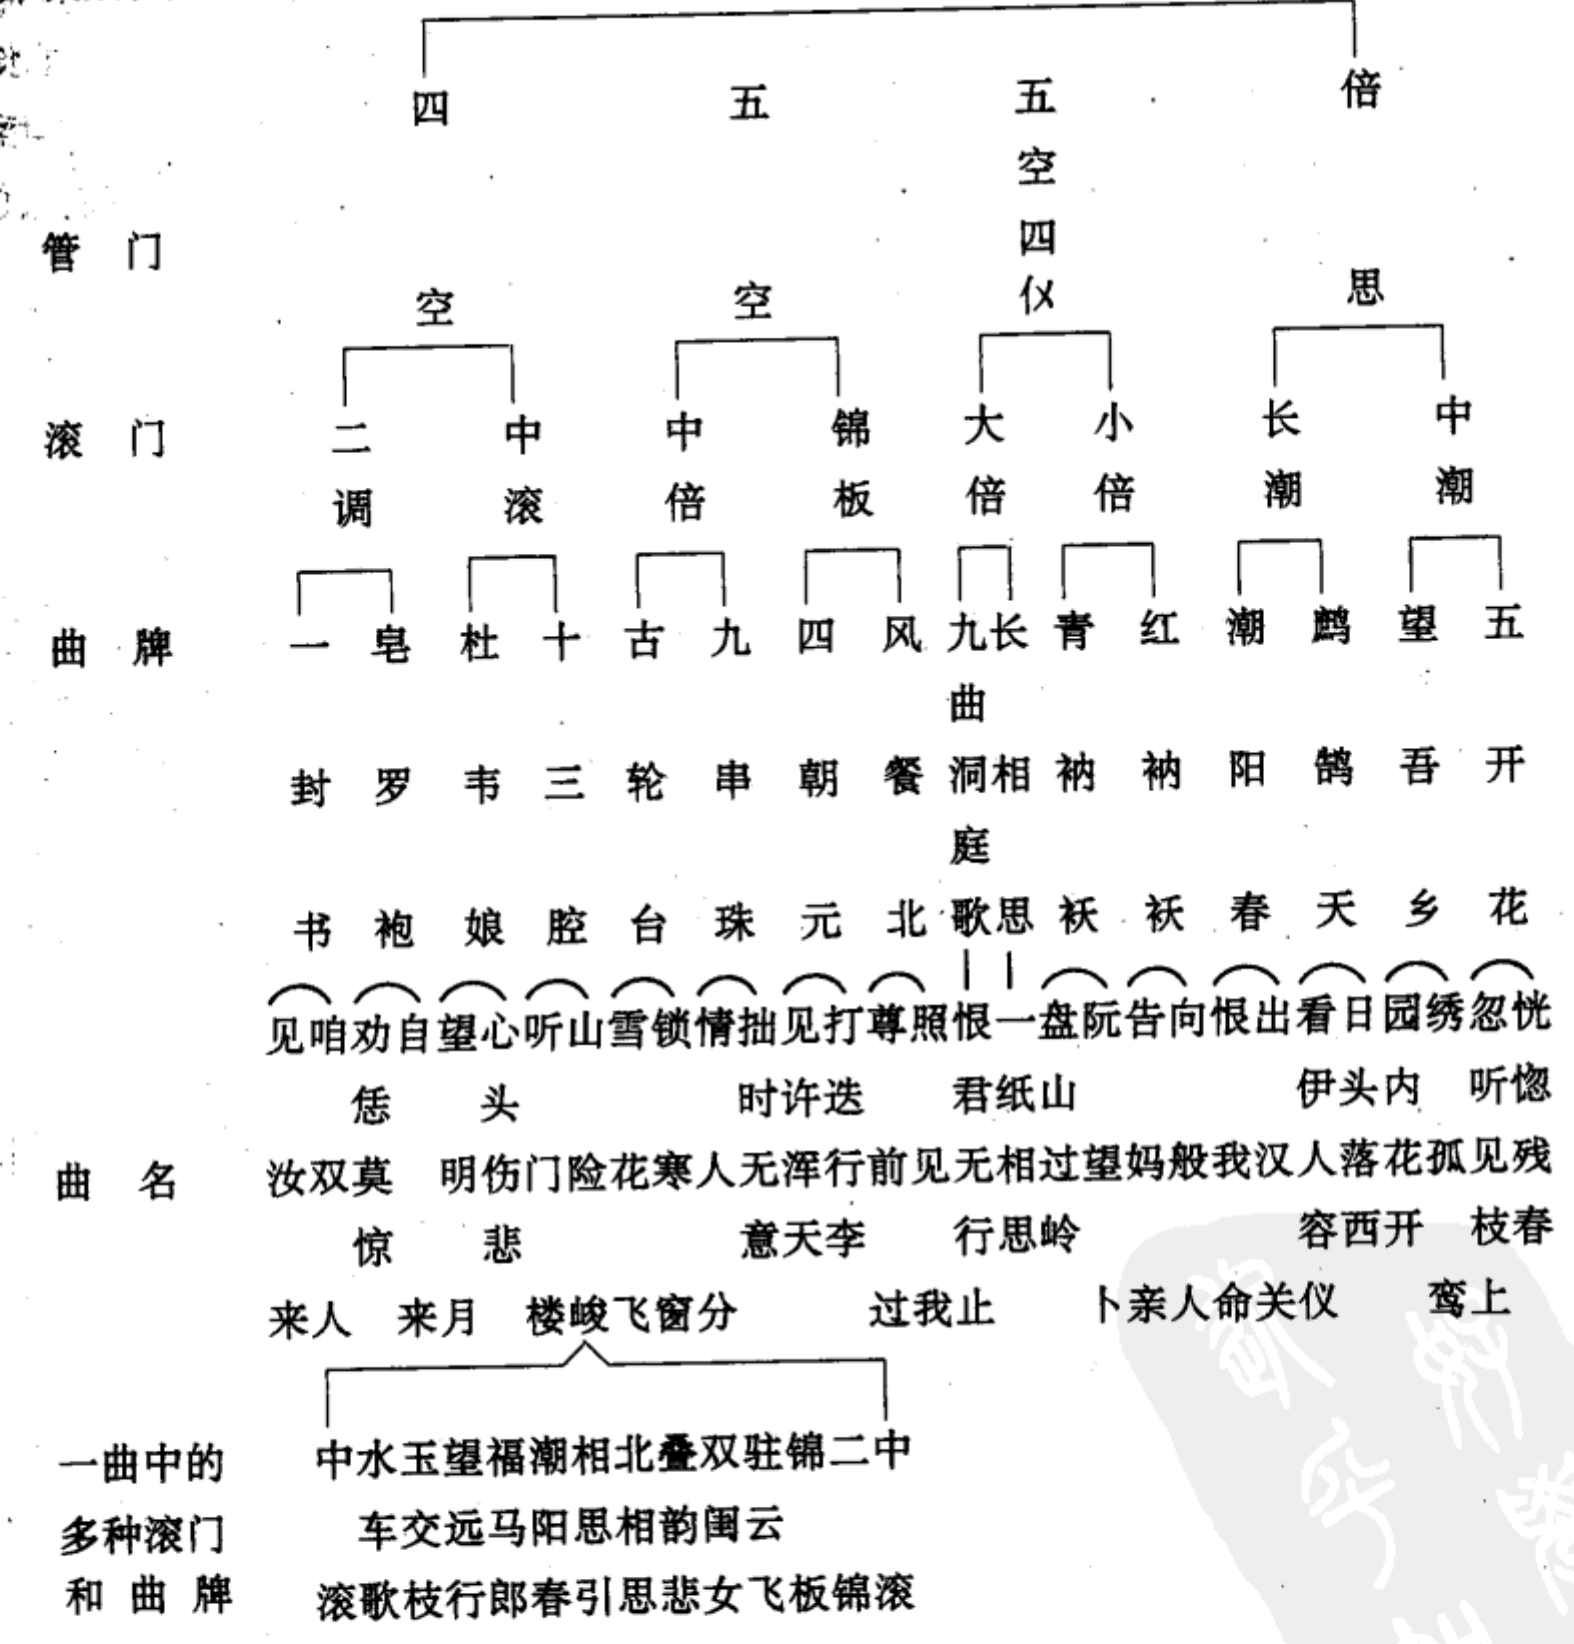 管门
四空
五空
五空四仪
倍思
滚门
二调
中滚
中倍
锦板
大倍
小倍
长潮
中潮
曲牌
一封书
皂罗袍
杜韦娘
十三腔
古轮台
九串珠
四朝元
风餐北
九曲洞庭歌
长相思
青衲袄
红衲袄
潮阳春
鹧鹄天
望吾乡
五开花
曲名
见汝来
咱双人
劝恁莫惊
自来
望明月
心头伤悲
听门楼
山险峻
雪花飞
锁寒窗
情人分
拙时无意
见许浑天
打迭行李
尊前过
照见我
恨君无行止
一纸相思
盘山过岭
阮望卜
告妈亲
向般人
恨我命
出汉关
看伊人容仪
日头落西
园内花开
绣孤鸾
忽听见枝上
恍惚残春
一曲中的
多种滚门
和曲牌
中滚
水车歌
玉交枝
望远行
福马郎
潮阳春
相思引
北相思
叠韵悲
双闺女
驻云飞
锦板
二锦
中滚